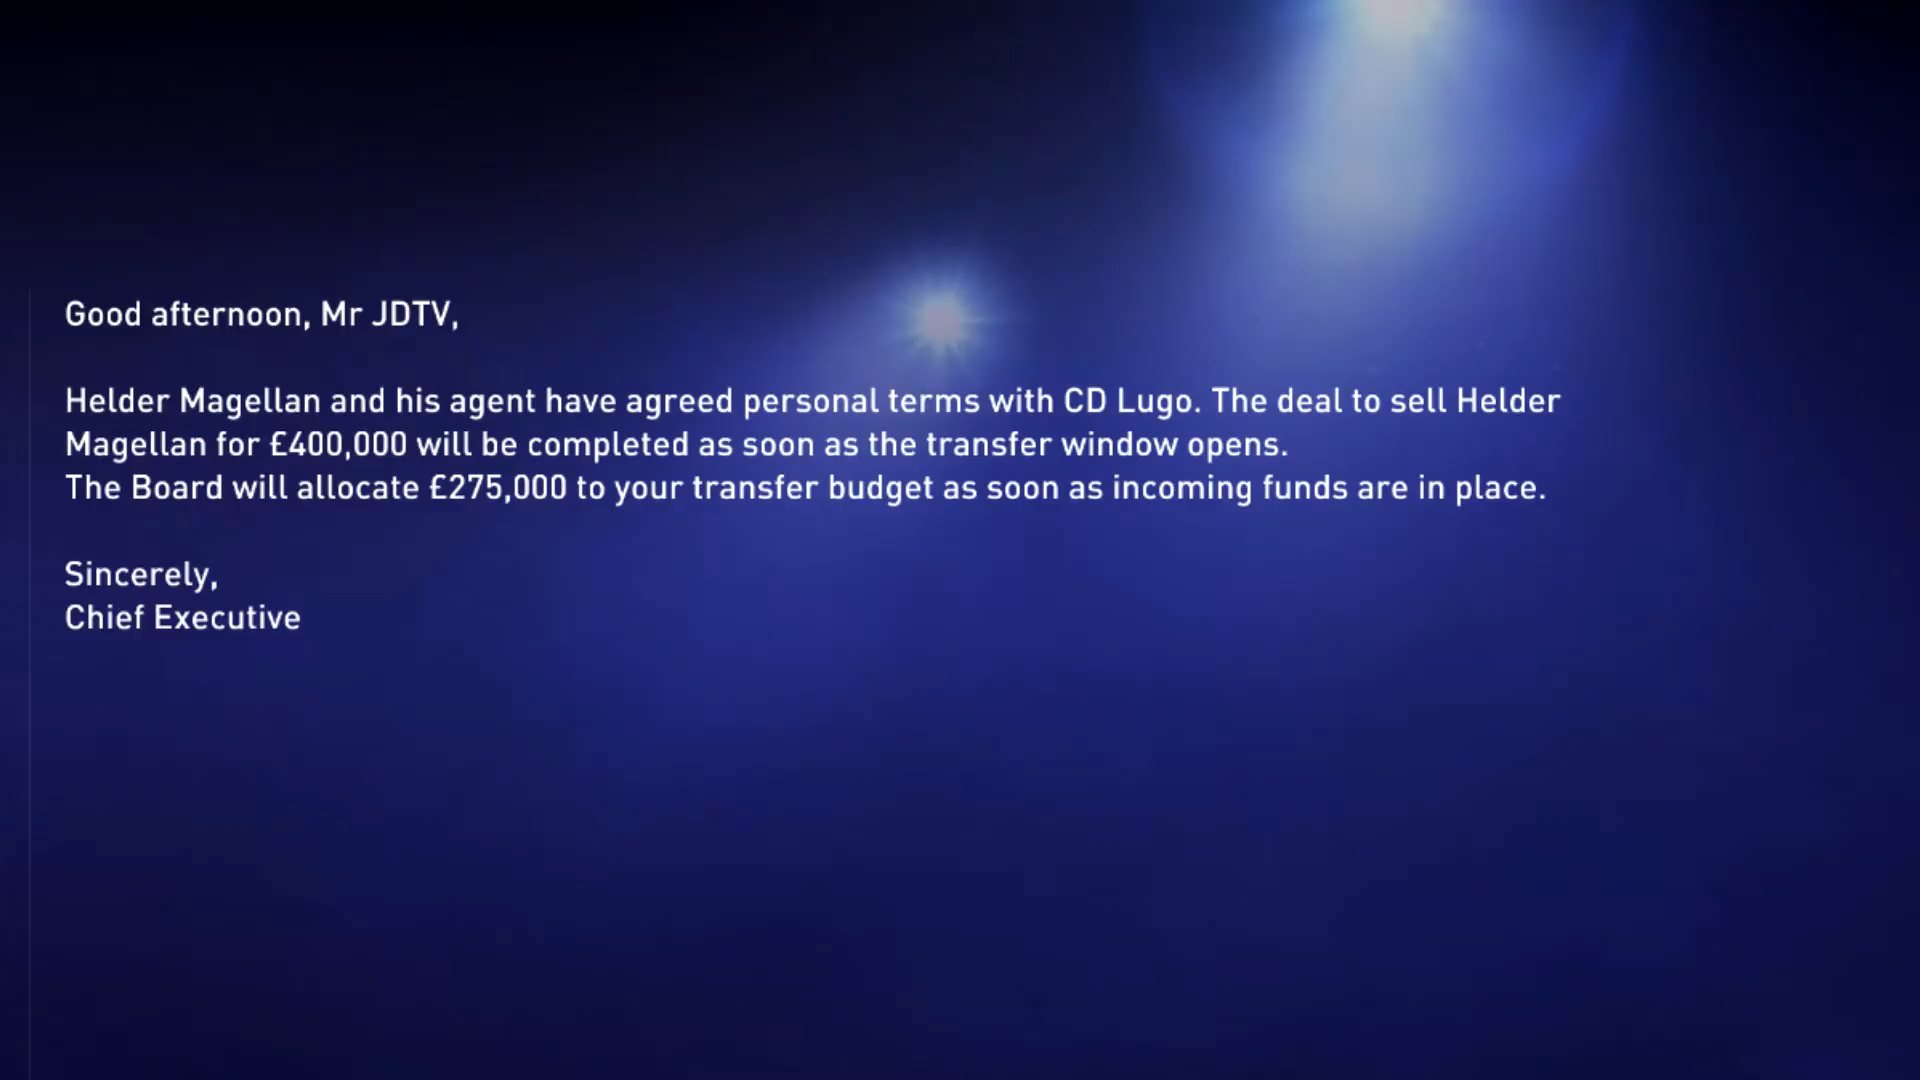 Good afternoon, Mr JDTV,
Helder Magellan and his agent have agreed personal terms with CD Lugo. The deal to sell Helder
Magellan for £400,000 will be completed as soon as the transfer window opens.
The Board will allocate £275,000 to your transfer budget as soon as incoming funds are in place.
Sincerely,
Chief Executive